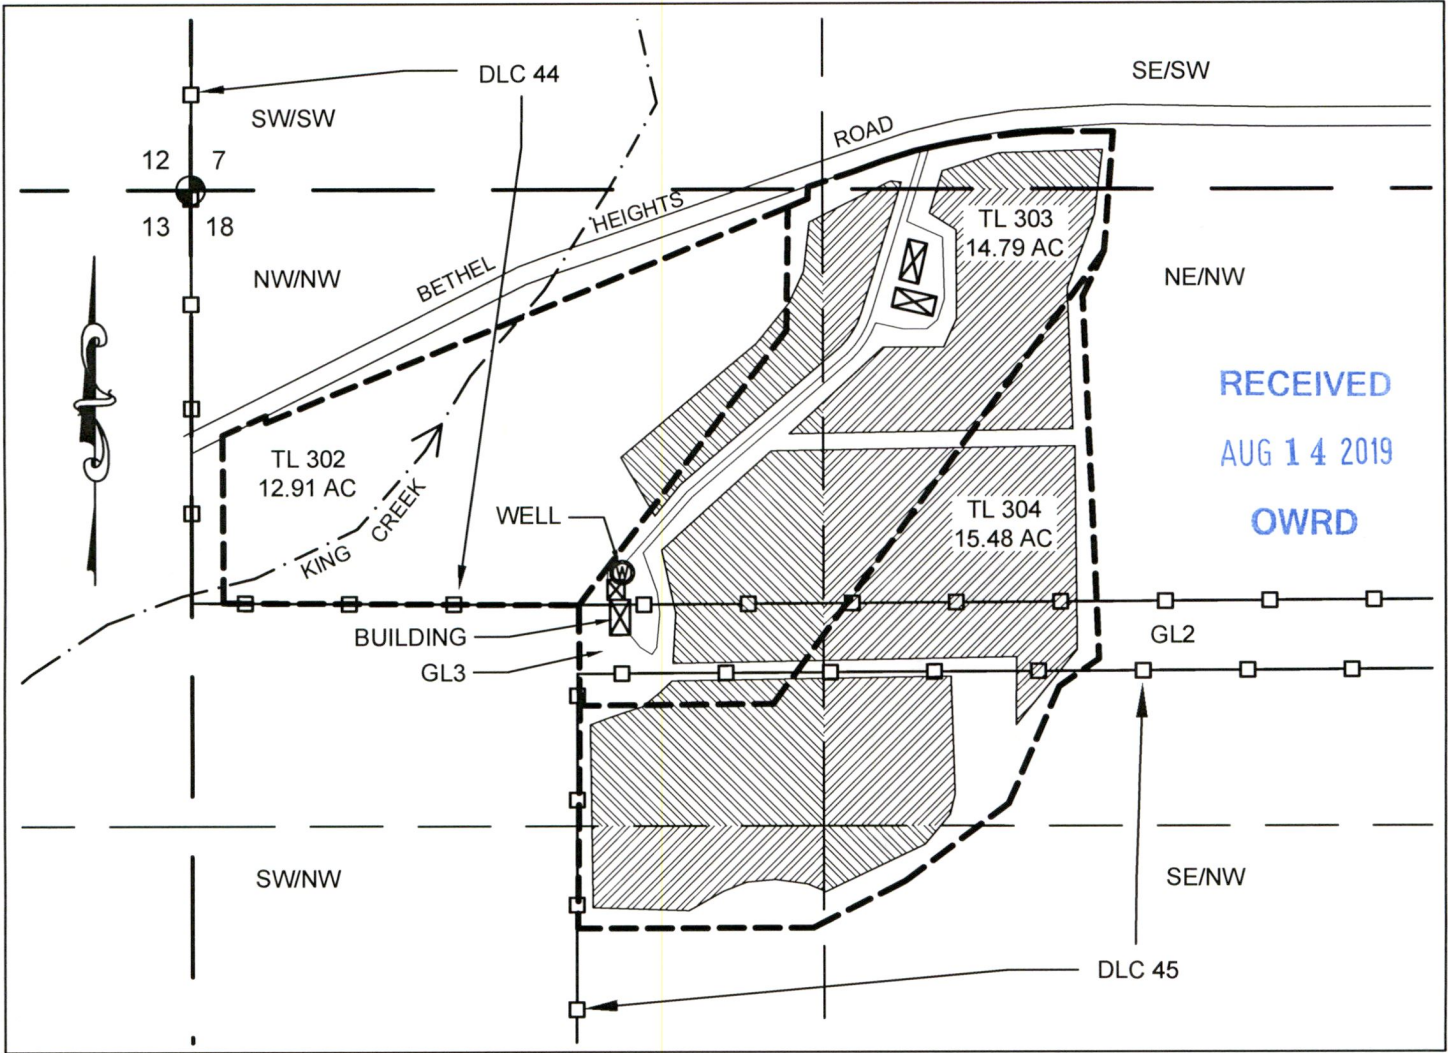 DLC 44
SE/SW
SW/SW
ROAD
12 7
13 18
HEIGHTS
TL 303
14.79 AC
NW/NW
BETHEL
NE/NW
RECEIVED
AUG 14 2019
OWRD
TL 302
12.91 AC
KING
CREEK
WELL
TL 304
15.48 AC
W
BUILDING
GL3
GL2
SW/NW
SE/NW
DLC 45